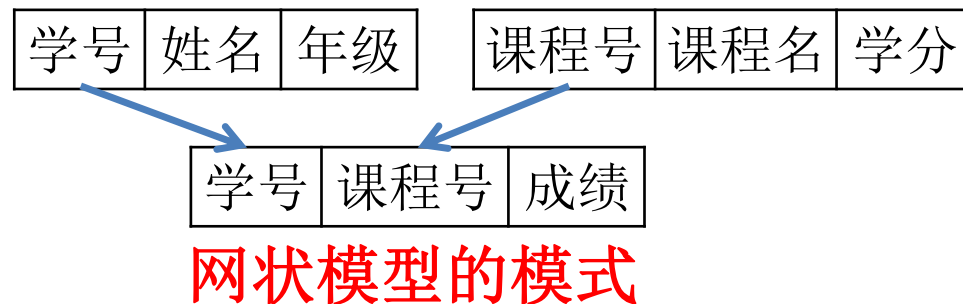 学号 姓名 年级 课程号 课程名 学分
学号 课程号 成绩
网状模型的模式